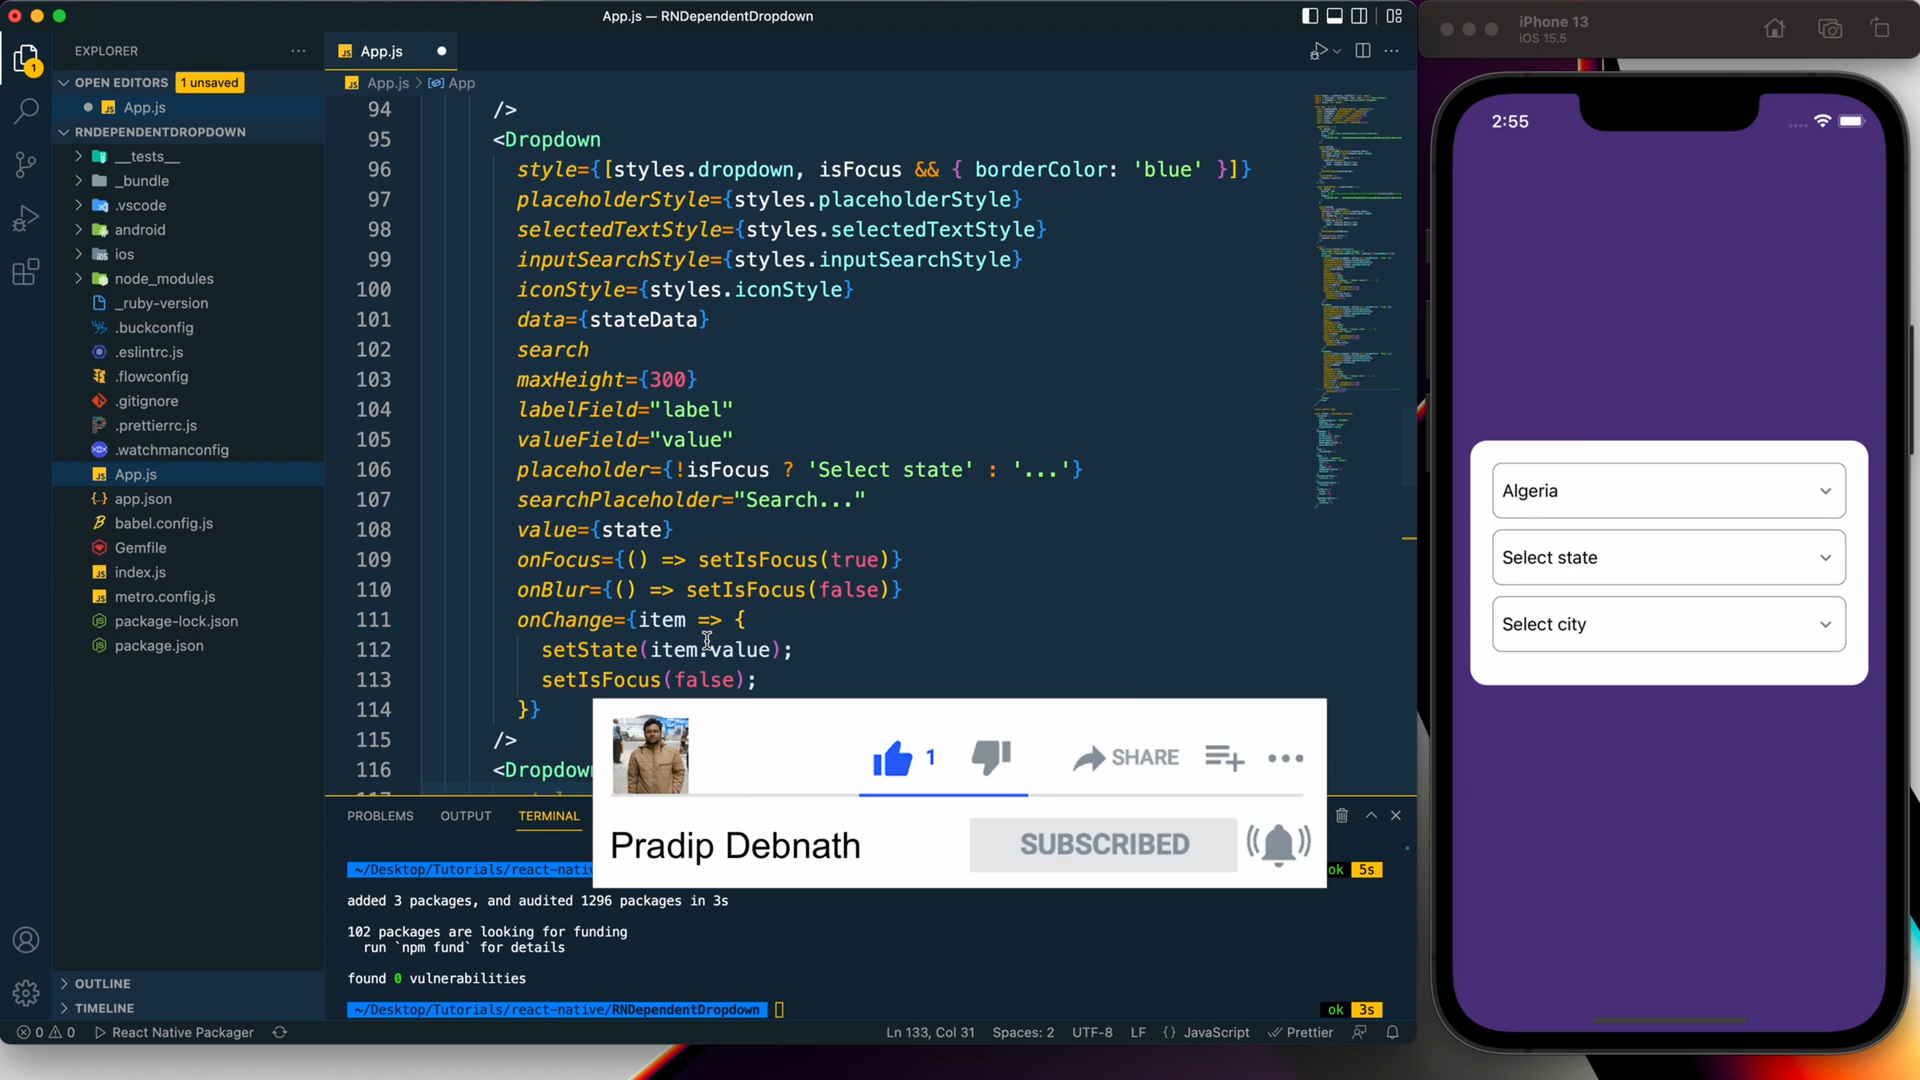 App.js — RNDependentDropdown
EXPLORER
OPEN EDITORS 1 unsaved
App.js
RNDEPENDENTDROPDOWN
__tests__
_bundle
.vscode
android
ios
node_modules
_ruby-version
.buckconfig
.eslintrc.js
.flowconfig
.gitignore
.prettierrc.js
.watchmanconfig
App.js
app.json
babel.config.js
Gemfile
index.js
metro.config.js
package-lock.json
package.json
OUTLINE
TIMELINE
1
App.js
App.js > App
94 />
95 <Dropdown
96 style={[styles.dropdown, isFocus && { borderColor: 'blue' }]}
97 placeholderStyle={styles.placeholderStyle}
98 selectedTextStyle={styles.selectedTextStyle}
99 inputSearchStyle={styles.inputSearchStyle}
100 iconStyle={styles.iconStyle}
101 data={stateData}
102 search
103 maxHeight={300}
104 labelField="label"
105 valueField="value"
106 placeholder={!isFocus ? 'Select state' : '...'}
107 searchPlaceholder="Search..."
108 value={state}
109 onFocus={() => setIsFocus(true)}
110 onBlur={() => setIsFocus(false)}
111 onChange={item => {
112 setState(item.value);
113 setIsFocus(false);
114 }}
115 />
116 <Dropdown
PROBLEMS OUTPUT TERMINAL
~/Desktop/Tutorials/react-nativ ok 5s
added 3 packages, and audited 1296 packages in 3s
102 packages are looking for funding
run `npm fund` for details
found 0 vulnerabilities
~/Desktop/Tutorials/react-native/RNDependentDropdown ok 3s
0 0 React Native Packager Ln 133, Col 31 Spaces: 2 UTF-8 LF {} JavaScript Prettier
1 SHARE
Pradip Debnath SUBSCRIBED
iPhone 13
iOS 15.5
2:55
Algeria
Select state
Select city